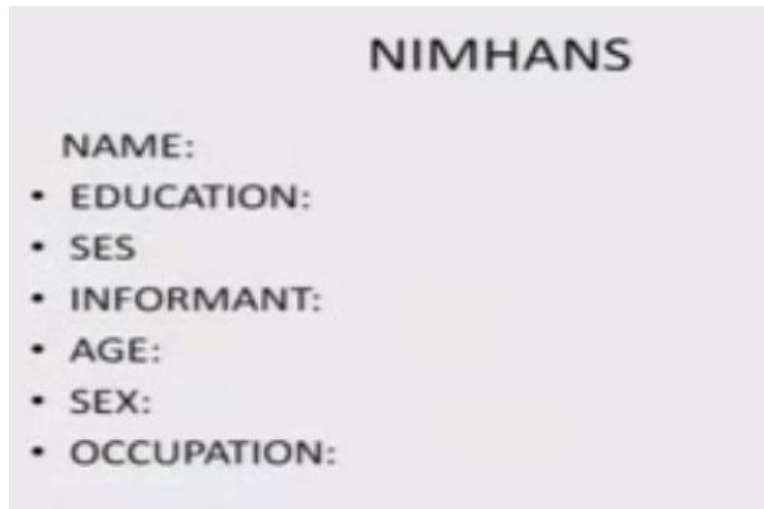 NIMHANS
NAME:
• EDUCATION:
• SES
• INFORMANT:
• AGE:
• SEX:
• OCCUPATION: